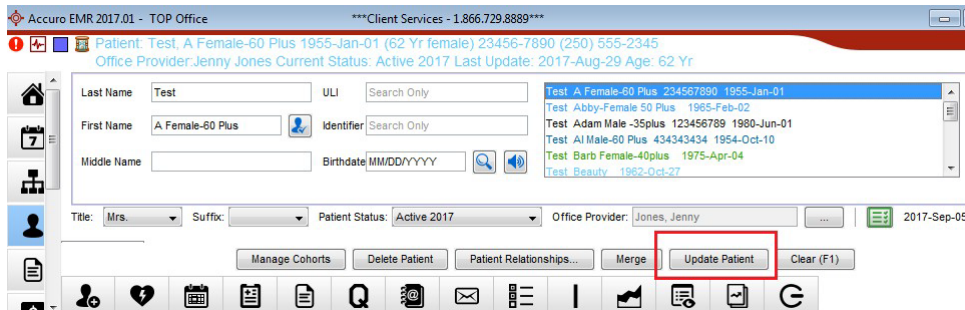 Accuro EMR 2017.01 - TOP Office ***Client Services - 1.866.729.8889***
Patient: Test, A Female-60 Plus 1955-Jan-01 (62 Yr female) 23456-7890 (250) 555-2345
Office Provider:Jenny Jones Current Status: Active 2017 Last Update: 2017-Aug-29 Age: 62 Yr
Last Name Test ULI Search Only
First Name A Female-60 Plus Identifier Search Only
Middle Name Birthdate MM/DD/YYYY
Test A Female-60 Plus 234567890 1955-Jan-01
Test Abby-Female 50 Plus 1965-Feb-02
Test Adam Male -35plus 123456789 1980-Jun-01
Test Al Male-60 Plus 434343434 1954-Oct-10
Test Barb Female-40plus 1975-Apr-04
Test Beauty 1962-Oct-27
7
Title: Mrs. Suffix: Patient Status: Active 2017 Office Provider: Jones, Jenny ... 2017-Sep-05
Manage Cohorts Delete Patient Patient Relationships... Merge Update Patient Clear (F1)
Q @ I G